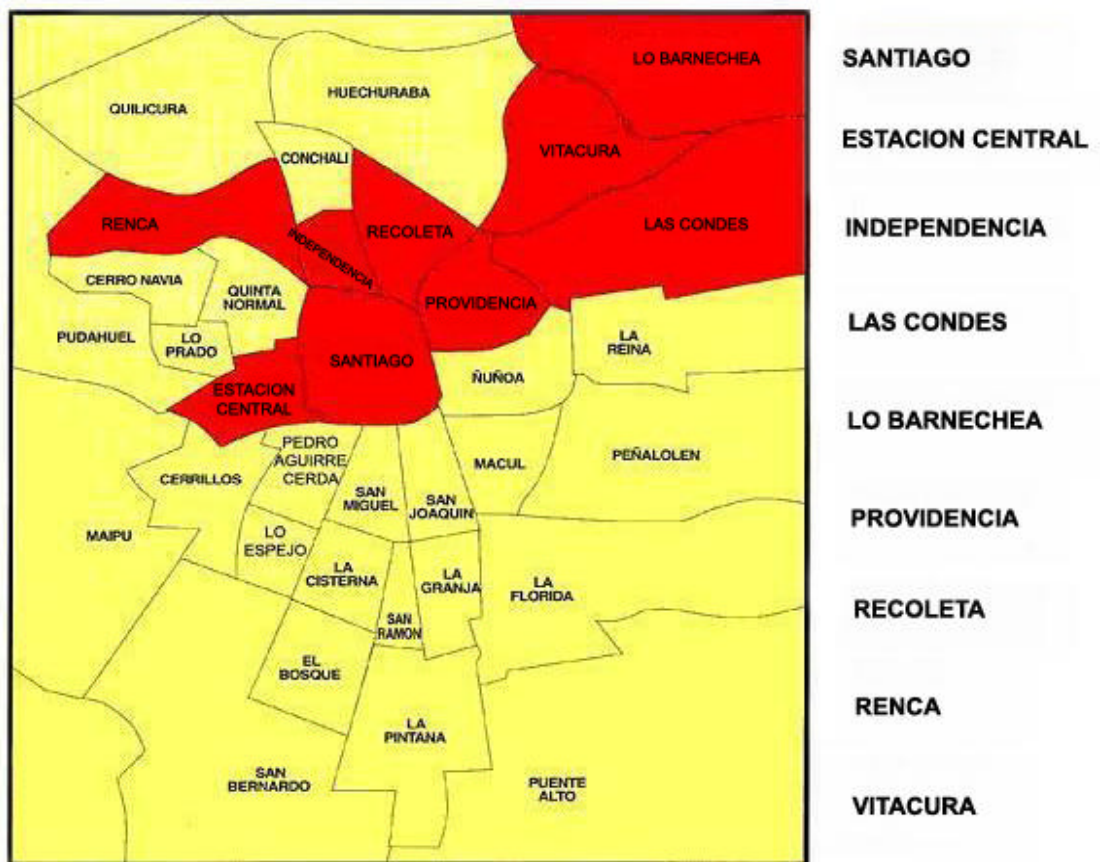 LO BARNECHEA
HUECHURABA
QUILICURA
CONCHALI
VITACURA
RENCA
RECOLETA
LAS CONDES
INDEPENDENCIA
CERRO NAVIA
QUINTA
NORMAL
PROVIDENCIA
PUDAHUEL
LO
PRADO
SANTIAGO
LA
REINA
ÑUÑOA
ESTACION
CENTRAL
PEDRO
AGUIRRE
CERDA
MACUL
PEÑALOLEN
CERRILLOS
SAN
MIGUEL
SAN
JOAQUIN
MAIPU
LO
ESPEJO
LA
CISTERNA
LA
GRANJA
LA
FLORIDA
SAN
RAMON
EL
BOSQUE
LA
PINTANA
SAN
BERNARDO
PUENTE
ALTO
SANTIAGO
ESTACION CENTRAL
INDEPENDENCIA
LAS CONDES
LO BARNECHEA
PROVIDENCIA
RECOLETA
RENCA
VITACURA